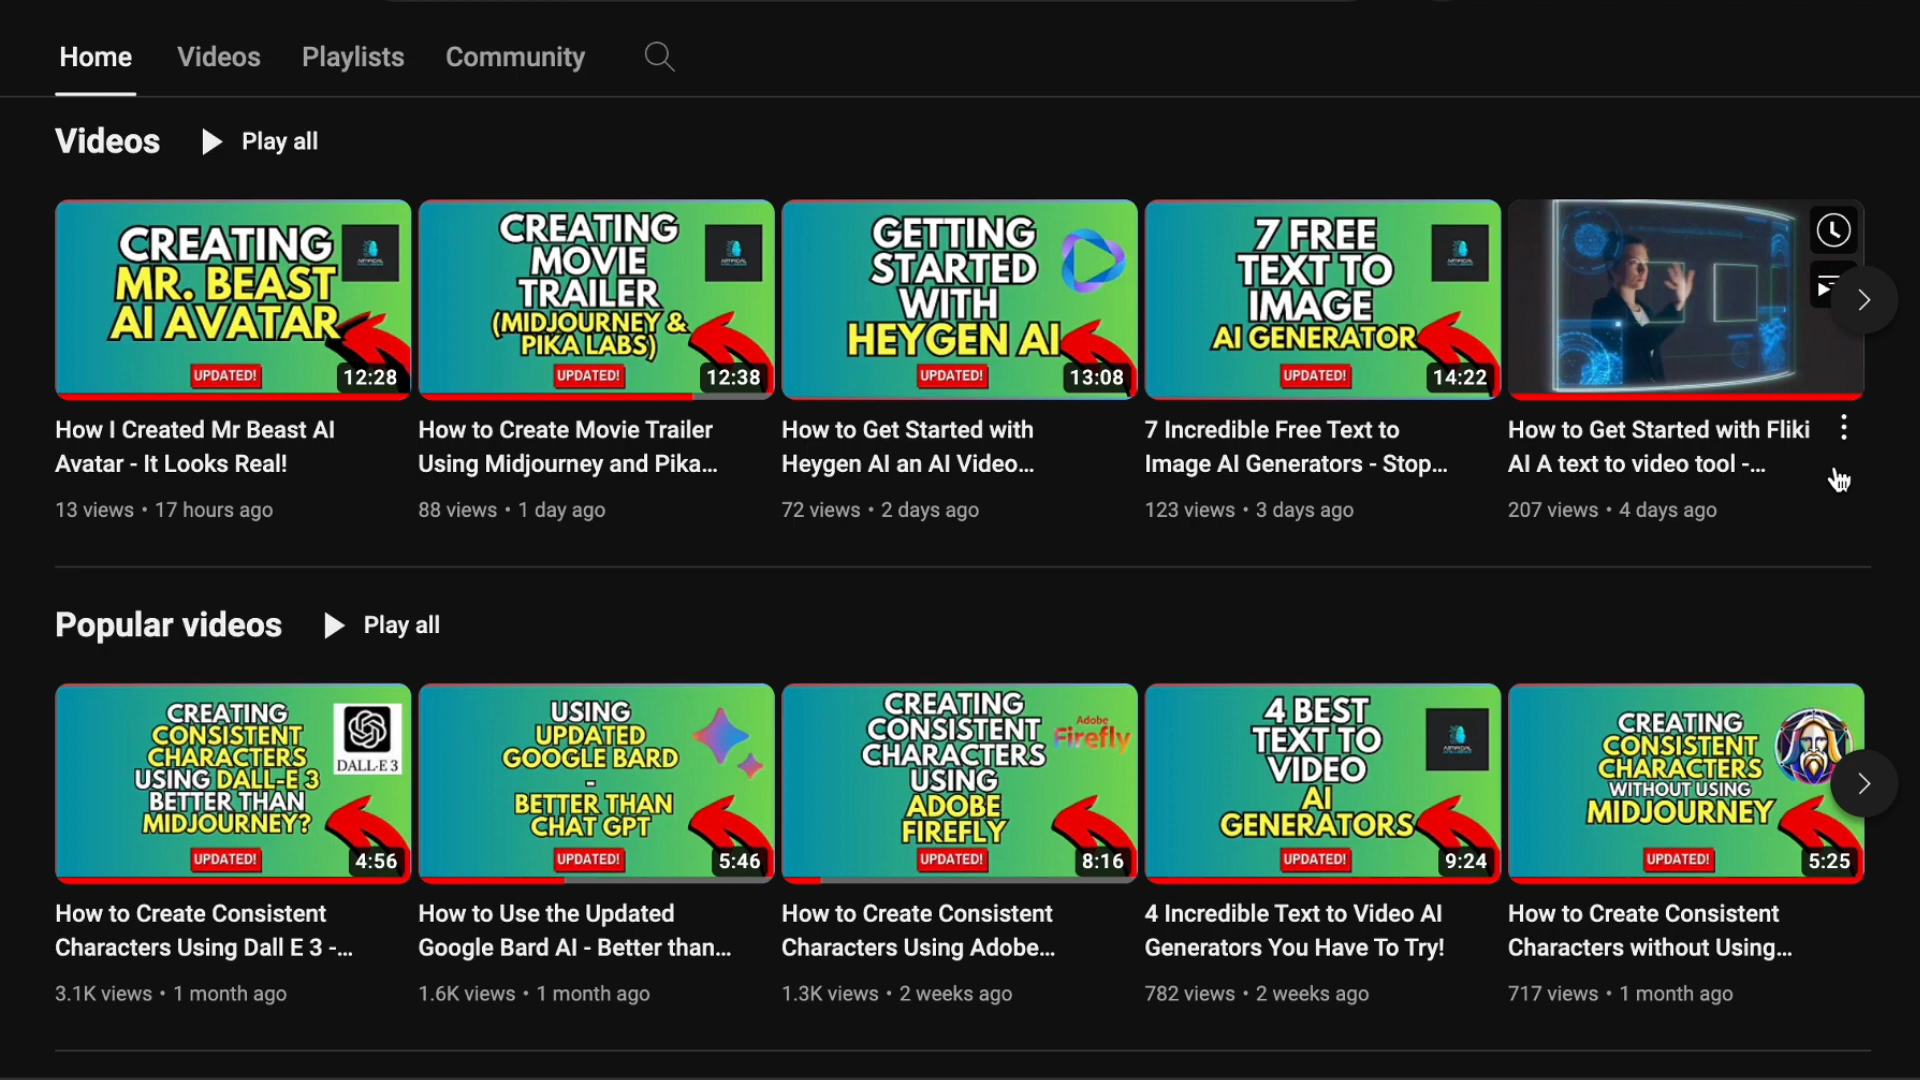 Home Videos Playlists Community
Videos Play all
CREATING
MR. BEAST
AI AVATAR
UPDATED!
12:28
CREATING
MOVIE
TRAILER
(MIDJOURNEY &
PIKA LABS)
UPDATED!
12:38
GETTING
STARTED
WITH
HEYGEN AI
UPDATED!
13:08
7 FREE
TEXT TO
IMAGE
AI GENERATOR
UPDATED!
14:22
How I Created Mr Beast AI
Avatar - It Looks Real!
13 views • 17 hours ago
How to Create Movie Trailer
Using Midjourney and Pika...
88 views • 1 day ago
How to Get Started with
Heygen AI an AI Video...
72 views • 2 days ago
7 Incredible Free Text to
Image AI Generators - Stop...
123 views • 3 days ago
How to Get Started with Fliki
AI A text to video tool -...
207 views • 4 days ago
Popular videos Play all
CREATING
CONSISTENT
CHARACTERS
USING DALL-E 3
BETTER THAN
MIDJOURNEY?
DALL·E 3
UPDATED!
4:56
USING
UPDATED
GOOGLE BARD
-
BETTER THAN
CHAT GPT
UPDATED!
5:46
CREATING
CONSISTENT
CHARACTERS
USING
ADOBE
FIREFLY
Adobe
Firefly
UPDATED!
8:16
4 BEST
TEXT TO
VIDEO
AI
GENERATORS
UPDATED!
9:24
CREATING
CONSISTENT
CHARACTERS
WITHOUT USING
MIDJOURNEY
UPDATED!
5:25
How to Create Consistent
Characters Using Dall E 3 -...
3.1K views • 1 month ago
How to Use the Updated
Google Bard AI - Better than...
1.6K views • 1 month ago
How to Create Consistent
Characters Using Adobe...
1.3K views • 2 weeks ago
4 Incredible Text to Video AI
Generators You Have To Try!
782 views • 2 weeks ago
How to Create Consistent
Characters without Using...
717 views • 1 month ago